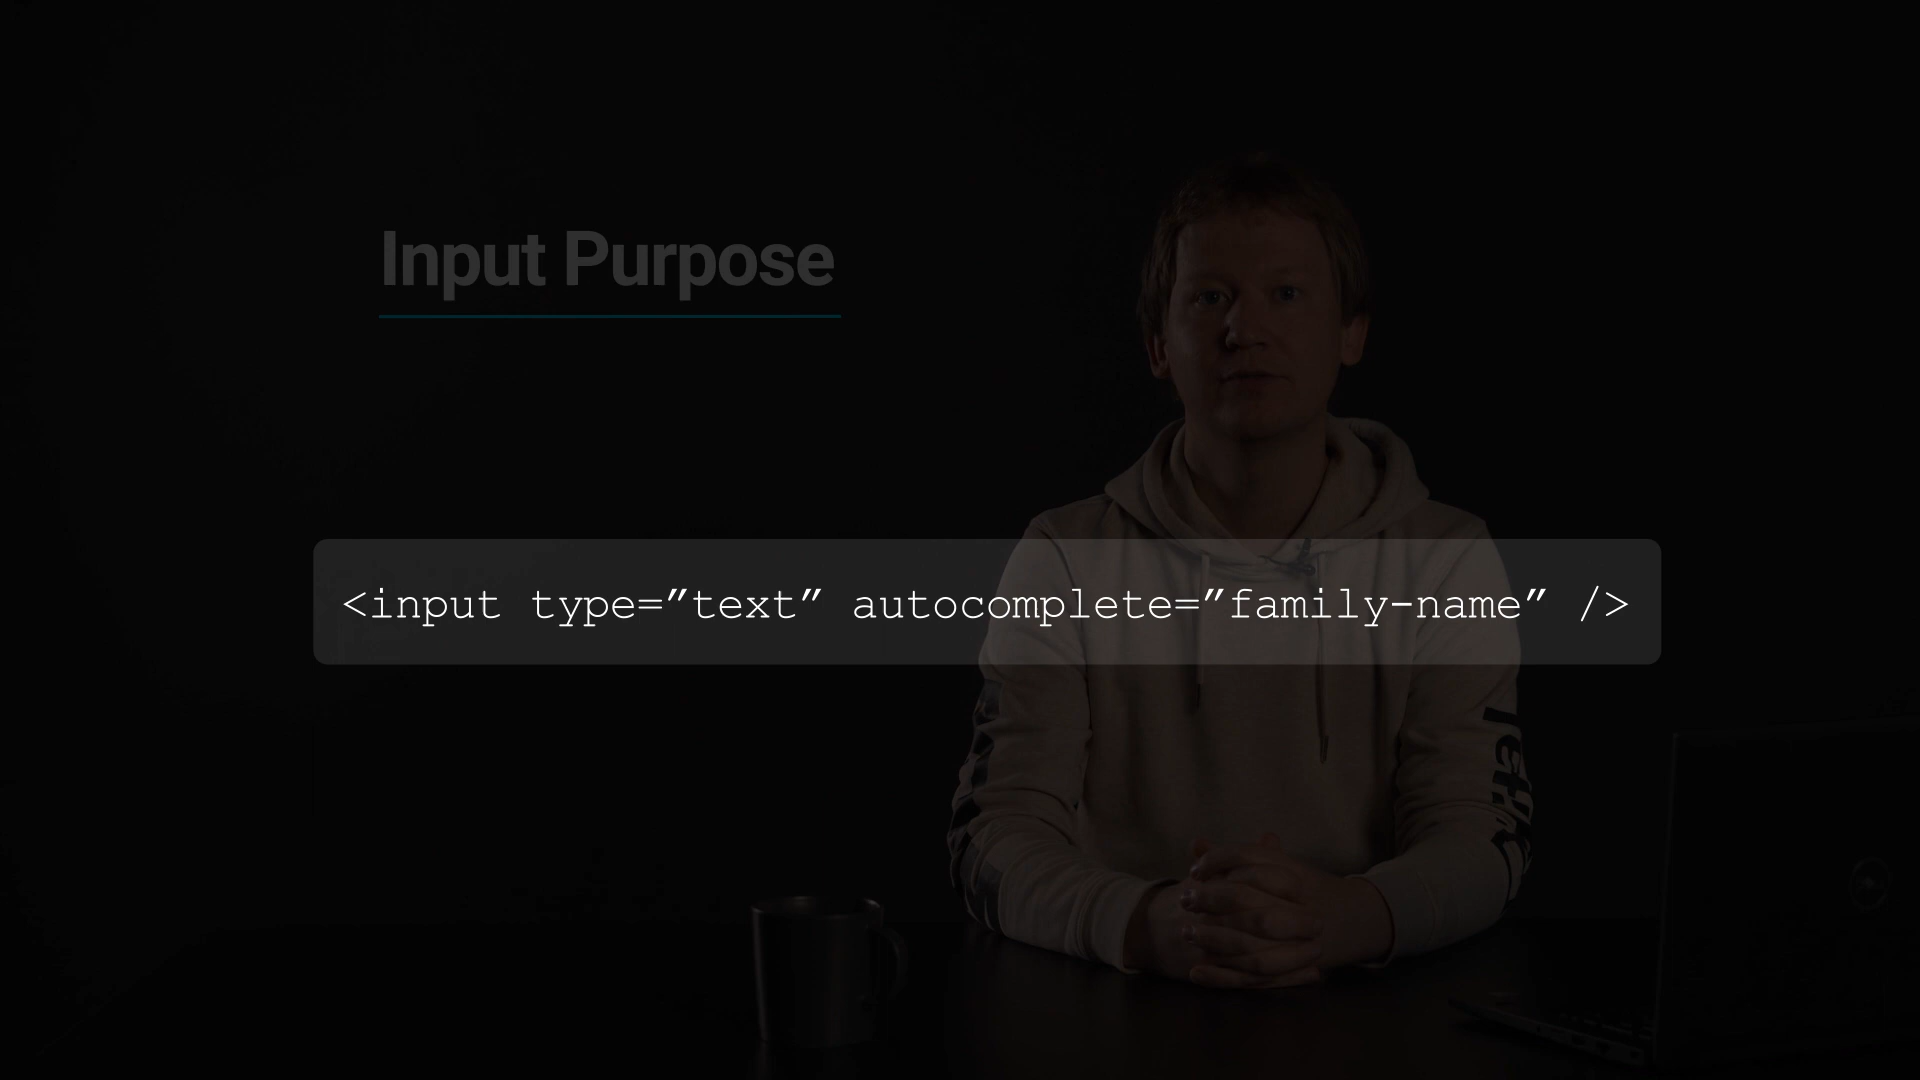 Input Purpose
<input type=”text” autocomplete=”family-name” />